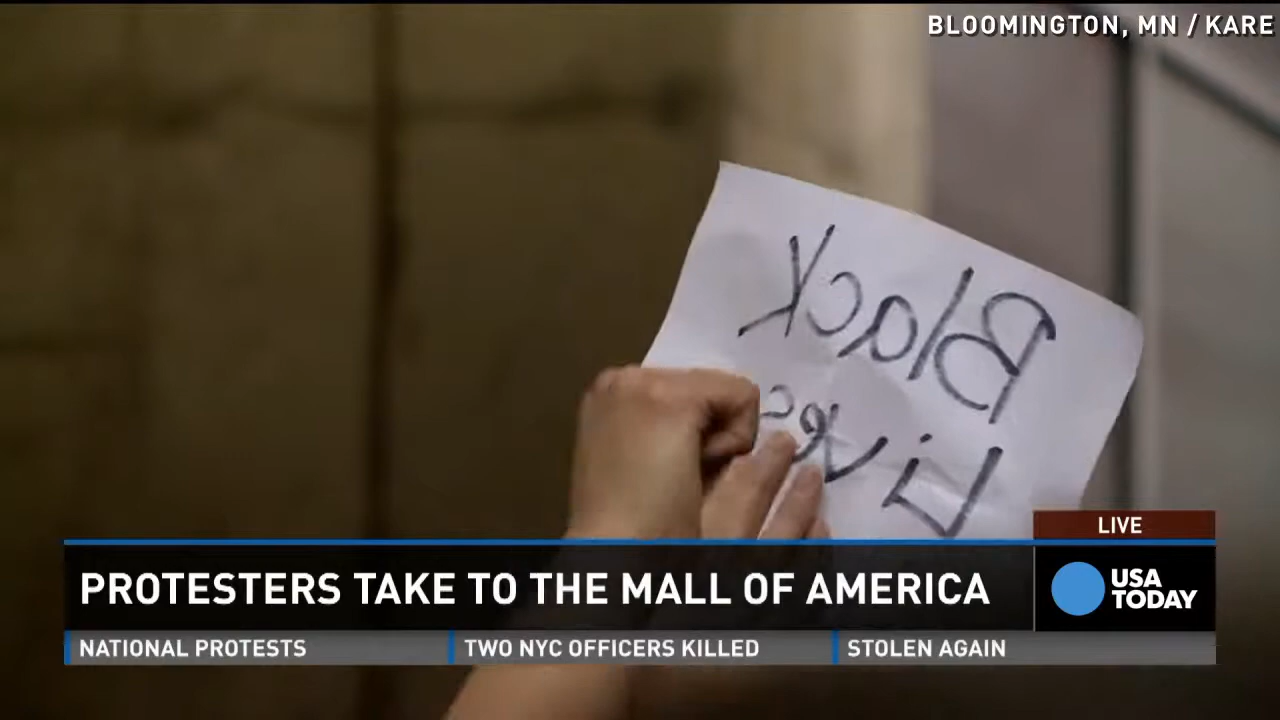 BLOOMINGTON, MN / KARE
Black
Live
LIVE
PROTESTERS TAKE TO THE MALL OF AMERICA
USA
TODAY
NATIONAL PROTESTS
TWO NYC OFFICERS KILLED
STOLEN AGAIN